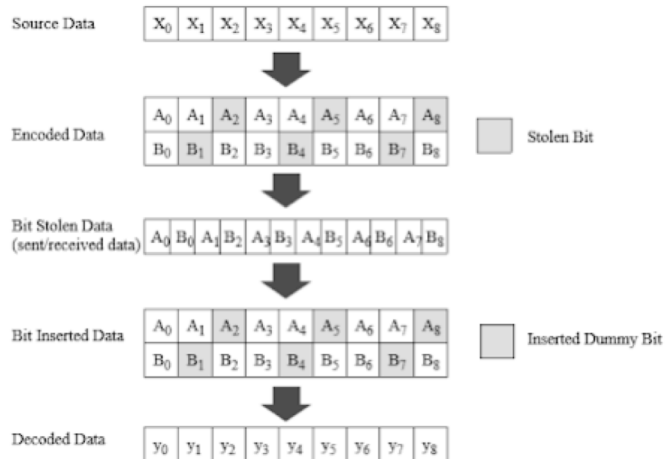 Source Data X₀ X₁ X₂ X₃ X₄ X₅ X₆ X₇ X₈
A₀ A₁ A₂ A₃ A₄ A₅ A₆ A₇ A₈
Encoded Data
Stolen Bit
B₀ B₁ B₂ B₃ B₄ B₅ B₆ B₇ B₈
Bit Stolen Data
(sent/received data)
A₀ B₀ A₁ B₂ A₃ B₃ A₄ B₅ A₆ B₆ A₇ B₈
A₀ A₁ A₂ A₃ A₄ A₅ A₆ A₇ A₈
Bit Inserted Data
Inserted Dummy Bit
B₀ B₁ B₂ B₃ B₄ B₅ B₆ B₇ B₈
Decoded Data y₀ y₁ y₂ y₃ y₄ y₅ y₆ y₇ y₈